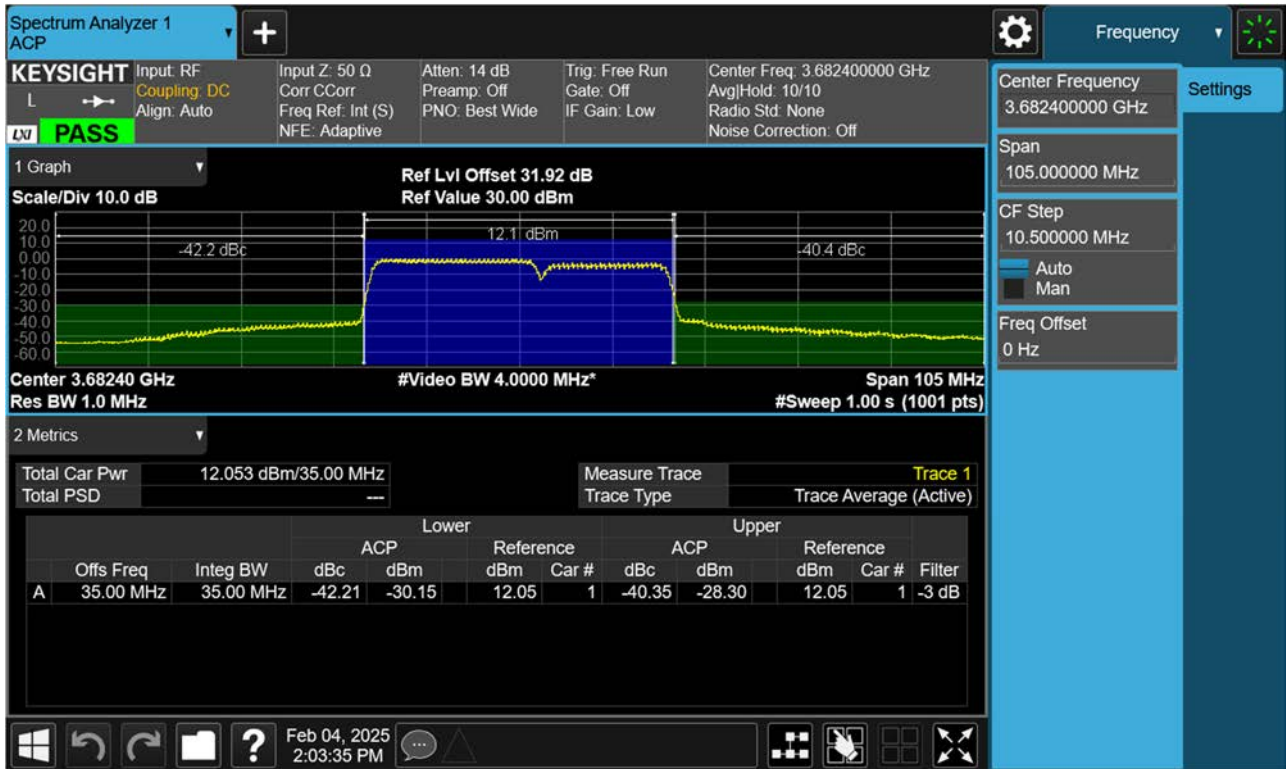 Spectrum Analyzer 1
ACP
+
Frequency
KEYSIGHT
L
LXI
PASS
Input: RF
Coupling: DC
Align: Auto
Input Z: 50 Ω
Corr CCorr
Freq Ref: Int (S)
NFE: Adaptive
Atten: 14 dB
Preamp: Off
PNO: Best Wide
Trig: Free Run
Gate: Off
IF Gain: Low
Center Freq: 3.682400000 GHz
Avg|Hold: 10/10
Radio Std: None
Noise Correction: Off
Center Frequency
3.682400000 GHz
Settings
Span
105.000000 MHz
CF Step
10.500000 MHz
Auto
Man
Freq Offset
0 Hz
1 Graph
Scale/Div 10.0 dB
Ref Lvl Offset 31.92 dB
Ref Value 30.00 dBm
20.0
10.0
0.00
-10.0
-20.0
-30.0
-40.0
-50.0
-60.0
-42.2 dBc
12.1 dBm
-40.4 dBc
Center 3.68240 GHz #Video BW 4.0000 MHz* Span 105 MHz
Res BW 1.0 MHz #Sweep 1.00 s (1001 pts)
2 Metrics
Total Car Pwr 12.053 dBm/35.00 MHz Measure Trace Trace 1
Total PSD --- Trace Type Trace Average (Active)
Lower Upper
ACP Reference ACP Reference
Offs Freq Integ BW dBc dBm dBm Car # dBc dBm dBm Car # Filter
A 35.00 MHz 35.00 MHz -42.21 -30.15 12.05 1 -40.35 -28.30 12.05 1 -3 dB
?
Feb 04, 2025
2:03:35 PM